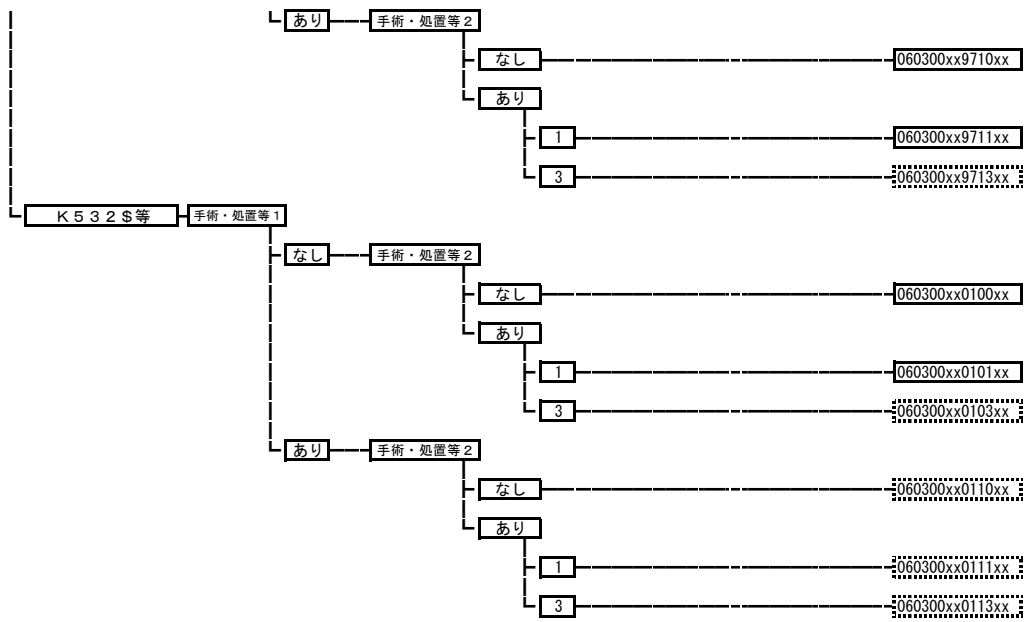 あり 手術・処置等2
なし 060300xx9710xx
あり
1 060300xx9711xx
3 060300xx9713xx
K532$等 手術・処置等1
なし 手術・処置等2
なし 060300xx0100xx
あり
1 060300xx0101xx
3 060300xx0103xx
あり 手術・処置等2
なし 060300xx0110xx
あり
1 060300xx0111xx
3 060300xx0113xx